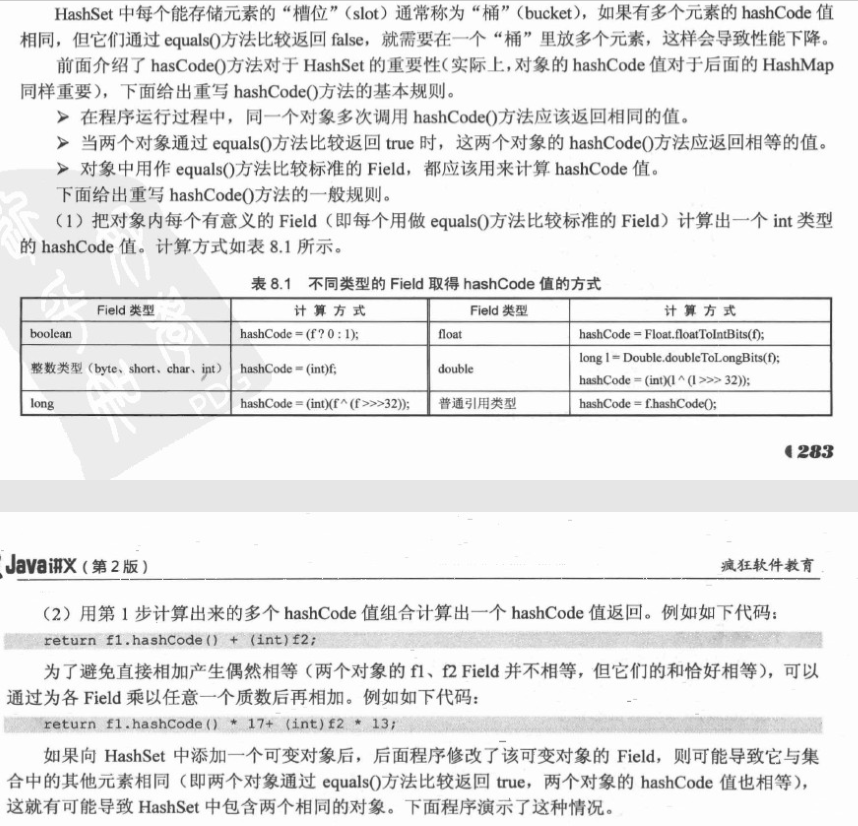 HashSet 中每个能存储元素的“槽位”（slot）通常称为“桶”（bucket），如果有多个元素的 hashCode 值
相同，但它们通过 equals()方法比较返回 false，就需要在一个“桶”里放多个元素，这样会导致性能下降。
前面介绍了 hasCode()方法对于 HashSet 的重要性（实际上，对象的 hashCode 值对于后面的 HashMap
同样重要），下面给出重写 hashCode()方法的基本规则。
➢ 在程序运行过程中，同一个对象多次调用 hashCode()方法应该返回相同的值。
➢ 当两个对象通过 equals()方法比较返回 true 时，这两个对象的 hashCode()方法应返回相等的值。
➢ 对象中用作 equals()方法比较标准的 Field，都应该用来计算 hashCode 值。
下面给出重写 hashCode()方法的一般规则。
（1）把对象内每个有意义的 Field（即每个用做 equals()方法比较标准的 Field）计算出一个 int 类型
的 hashCode 值。计算方式如表 8.1 所示。
表 8.1 不同类型的 Field 取得 hashCode 值的方式
Field 类型 计 算 方 式 Field 类型 计 算 方 式
boolean hashCode = (f ? 0 : 1); float hashCode = Float.floatToIntBits(f);
整数类型（byte、short、char、int） hashCode = (int)f; double long l = Double.doubleToLongBits(f);
hashCode = (int)(l ^ (l >>> 32));
long hashCode = (int)(f ^ (f >>>32)); 普通引用类型 hashCode = f.hashCode();
283
Java讲义（第 2 版） 疯狂软件教育
（2）用第 1 步计算出来的多个 hashCode 值组合计算出一个 hashCode 值返回。例如如下代码：
return f1.hashCode() + (int)f2;
为了避免直接相加产生偶然相等（两个对象的 f1、f2 Field 并不相等，但它们的和恰好相等），可以
通过为各 Field 乘以任意一个质数后再相加。例如如下代码：
return f1.hashCode() * 17+ (int)f2 * 13;
如果向 HashSet 中添加一个可变对象后，后面程序修改了该可变对象的 Field，则可能导致它与集
合中的其他元素相同（即两个对象通过 equals()方法比较返回 true，两个对象的 hashCode 值也相等），
这就有可能导致 HashSet 中包含两个相同的对象。下面程序演示了这种情况。